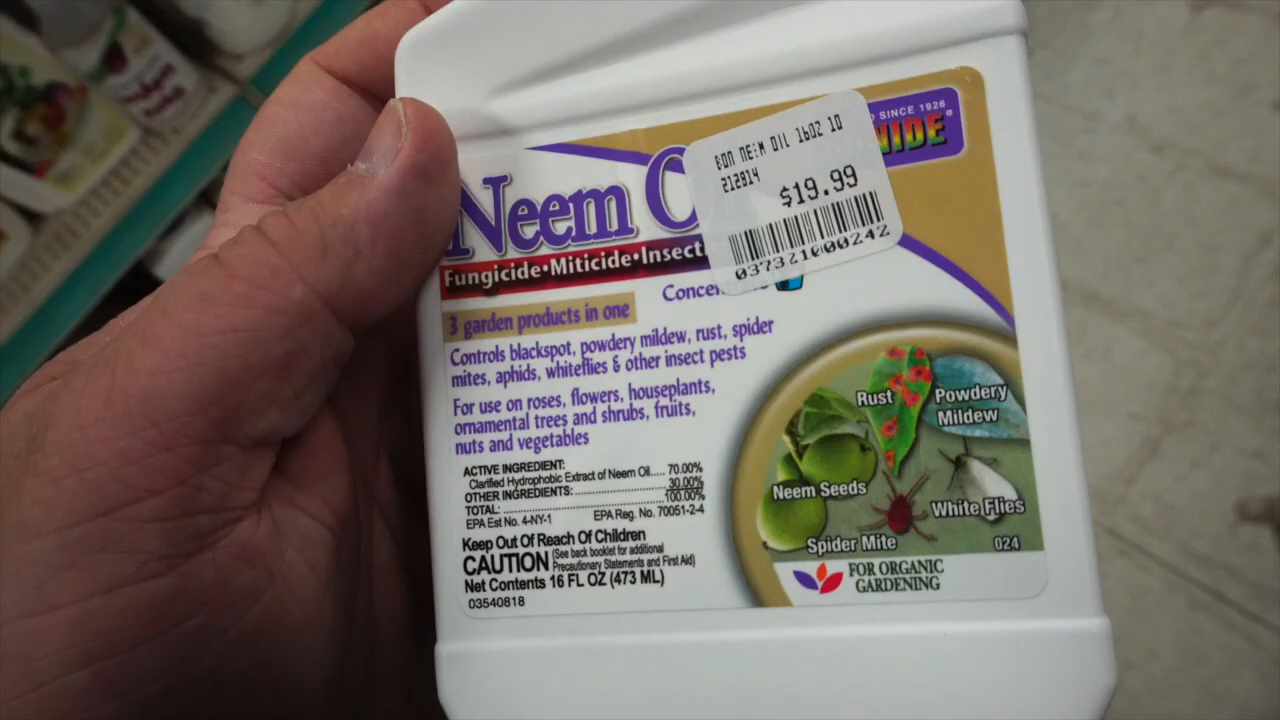 D SINCE 1926
NIDE®
BON NEEM OIL 16OZ 10
212814
$19.99
037321000242
Neem O
Fungicide•Miticide•Insect
Concen
3 garden products in one
Controls blackspot, powdery mildew, rust, spider
mites, aphids, whiteflies & other insect pests
For use on roses, flowers, houseplants,
ornamental trees and shrubs, fruits,
nuts and vegetables
ACTIVE INGREDIENT:
Clarified Hydrophobic Extract of Neem Oil..... 70.00%
OTHER INGREDIENTS: ........................ 30.00%
TOTAL: ........................................ 100.00%
EPA Est No. 4-NY-1 EPA Reg. No. 70051-2-4
Keep Out Of Reach Of Children
CAUTION (See back booklet for additional
Precautionary Statements and First Aid)
Net Contents 16 FL OZ (473 ML)
03540818
Rust
Powdery
Mildew
Neem Seeds
White Flies
Spider Mite
024
FOR ORGANIC
GARDENING